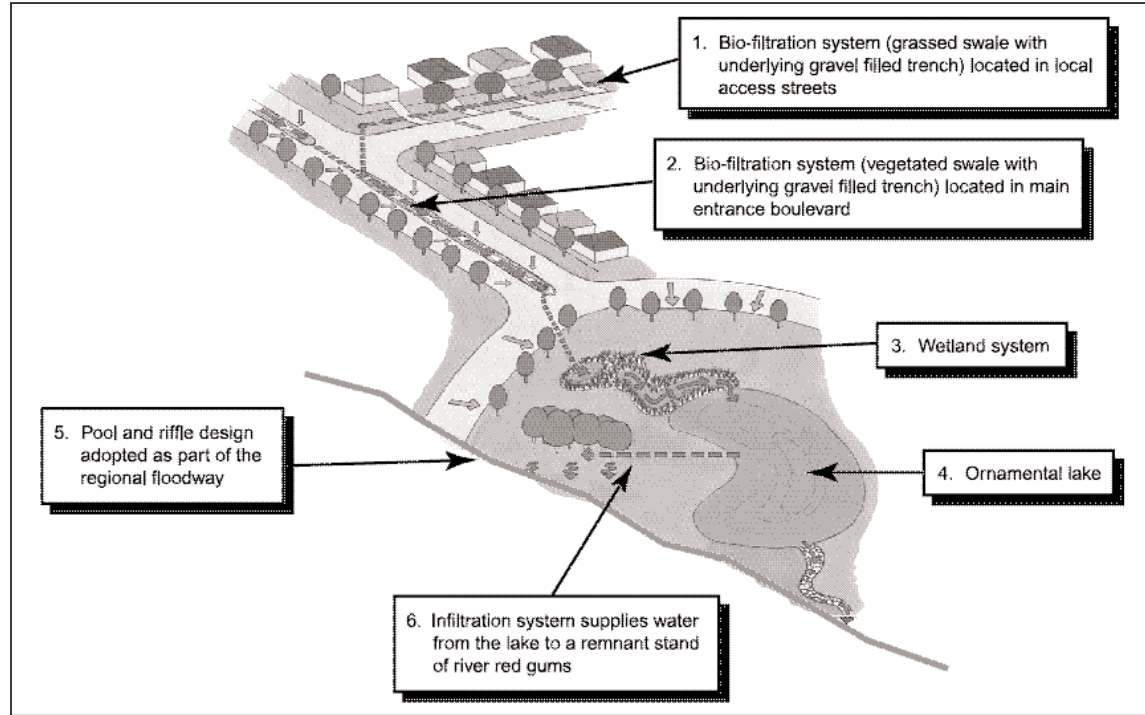 1. Bio-filtration system (grassed swale with
underlying gravel filled trench) located in local
access streets
2. Bio-filtration system (vegetated swale with
underlying gravel filled trench) located in main
entrance boulevard
3. Wetland system
5. Pool and riffle design
adopted as part of the
regional floodway
4. Ornamental lake
6. Infiltration system supplies water
from the lake to a remnant stand
of river red gums